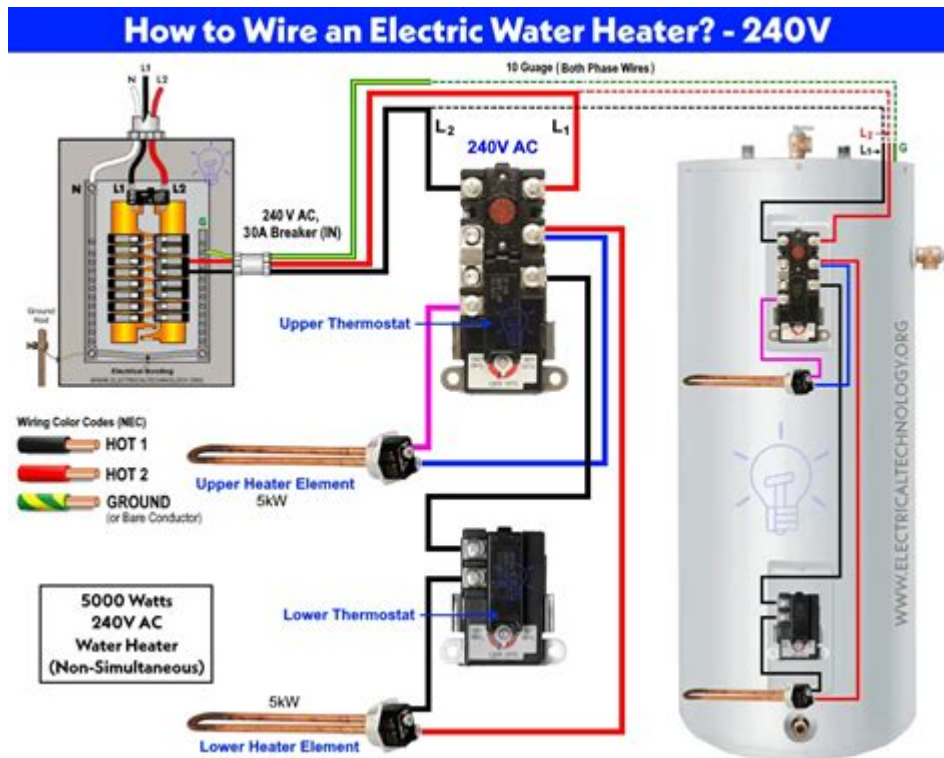 How to Wire an Electric Water Heater? - 240V
10 Guage ( Both Phase Wires)
L1
N
L2
L2
L1
240V AC
L2
L1
G
N
L1
L2
G
240 V AC,
30A Breaker (IN)
Ground
Rod
Electrical Bonding
WWW.ELECTRICALTECHNOLOGY.ORG
Upper Thermostat
Wiring Color Codes (NEC)
HOT 1
HOT 2
GROUND
(or Bare Conductor)
Upper Heater Element
5kW
5000 Watts
240V AC
Water Heater
(Non-Simultaneous)
Lower Thermostat
5kW
Lower Heater Element
WWW.ELECTRICALTECHNOLOGY.ORG